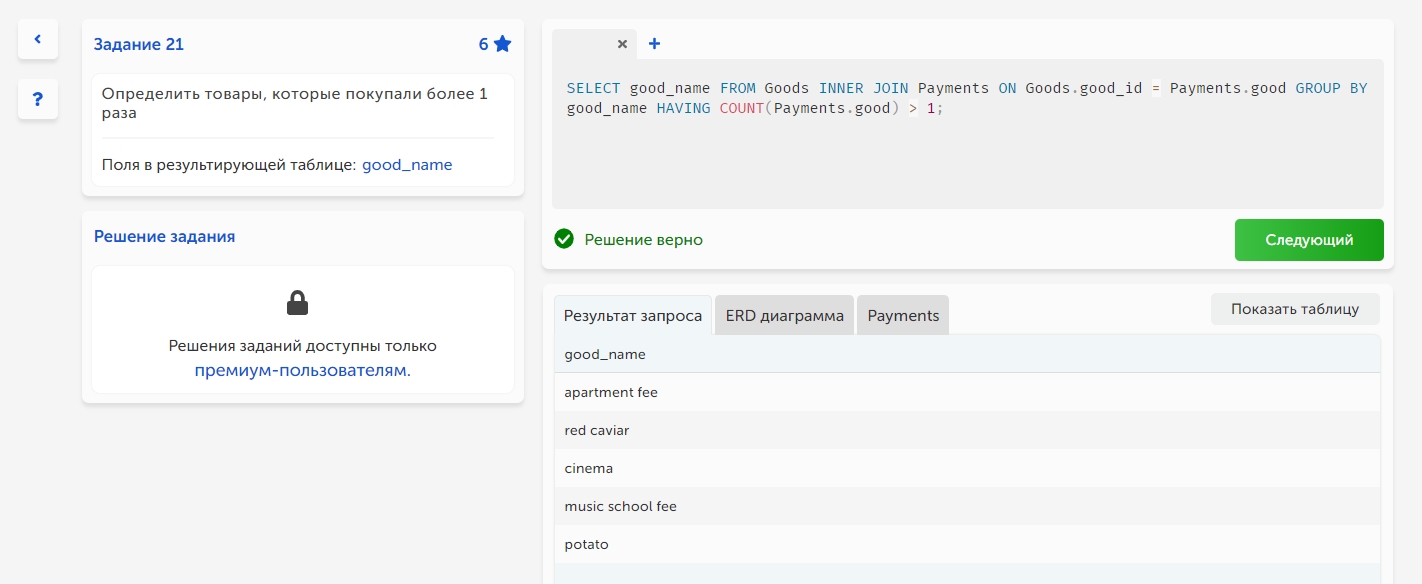 Задание 21
6
Определить товары, которые покупали более 1
раза
Поля в результирующей таблице: good_name
Решение задания
Решения заданий доступны только
премиум-пользователям.
SELECT good_name FROM Goods INNER JOIN Payments ON Goods.good_id = Payments.good GROUP BY
good_name HAVING COUNT(Payments.good) > 1;
Решение верно
Следующий
Результат запроса
ERD диаграмма
Payments
Показать таблицу
good_name
apartment fee
red caviar
cinema
music school fee
potato